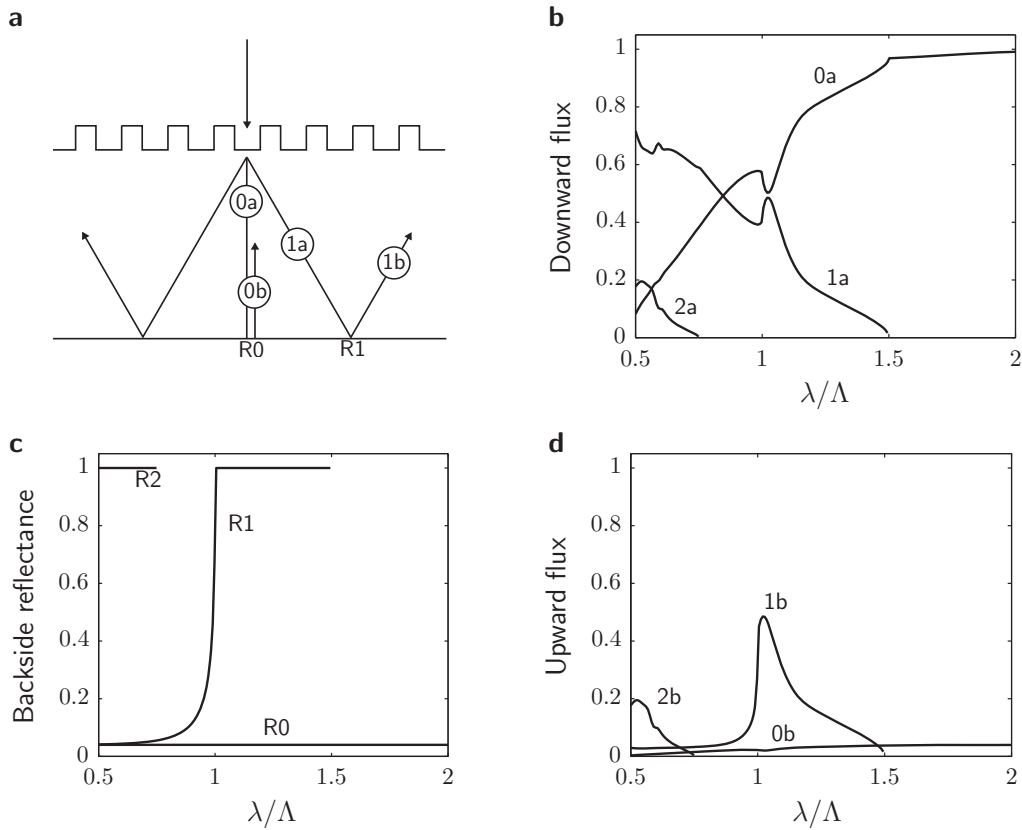 a
0a
1a
0b
1b
R0
R1
b
Downward flux
1
0.8
0.6
0.4
0.2
0
0a
1a
2a
0.5
1
1.5
2
λ/Λ
c
Backside reflectance
1
0.8
0.6
0.4
0.2
0
R2
R1
R0
0.5
1
1.5
2
λ/Λ
d
Upward flux
1
0.8
0.6
0.4
0.2
0
1b
2b
0b
0.5
1
1.5
2
λ/Λ